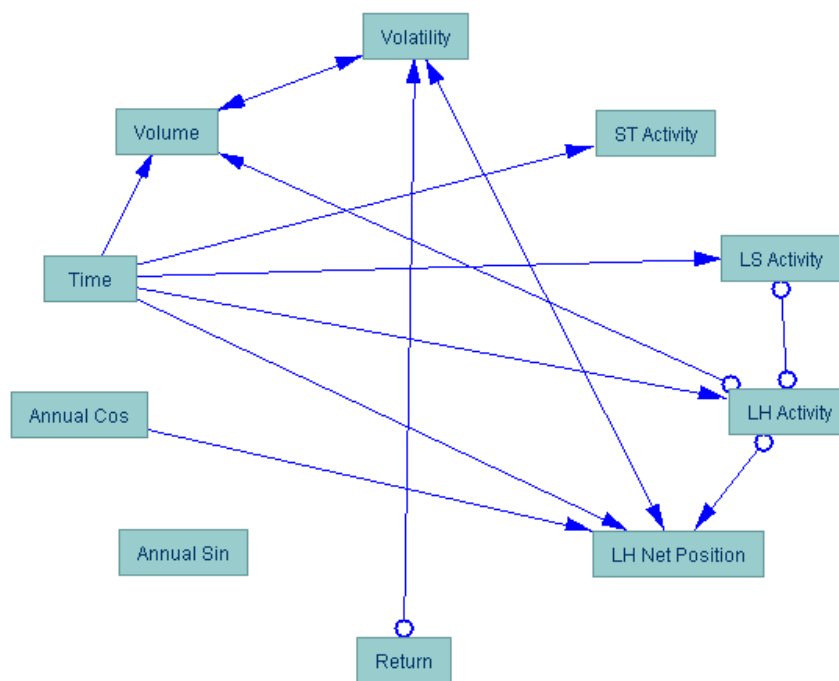 Volatility
Volume
ST Activity
LS Activity
Time
LH Activity
Annual Cos
Annual Sin
LH Net Position
Return